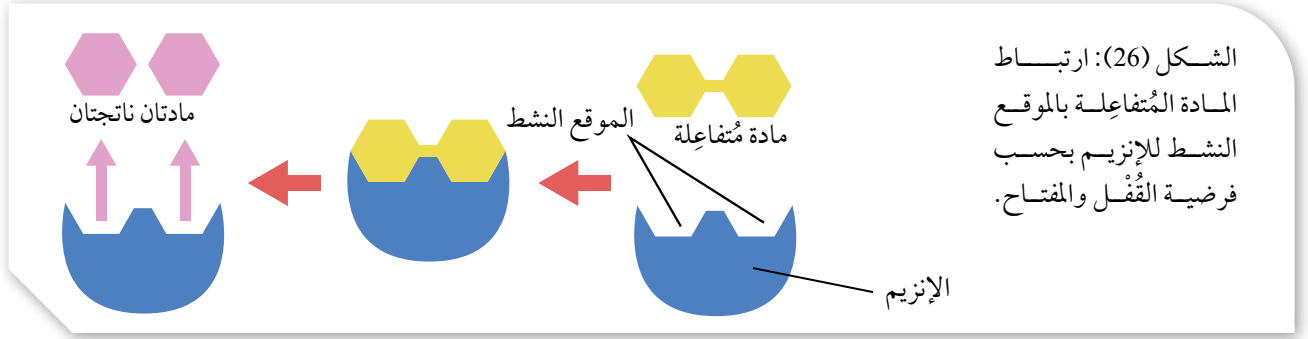 الشكل (26): ارتباط
المادة المُتفاعِلة بالموقع
النشط للإنزيم بحسب
فرضية القُفْل والمفتاح.
مادة مُتفاعِلة
الموقع النشط
الإنزيم
مادتان ناتجتان